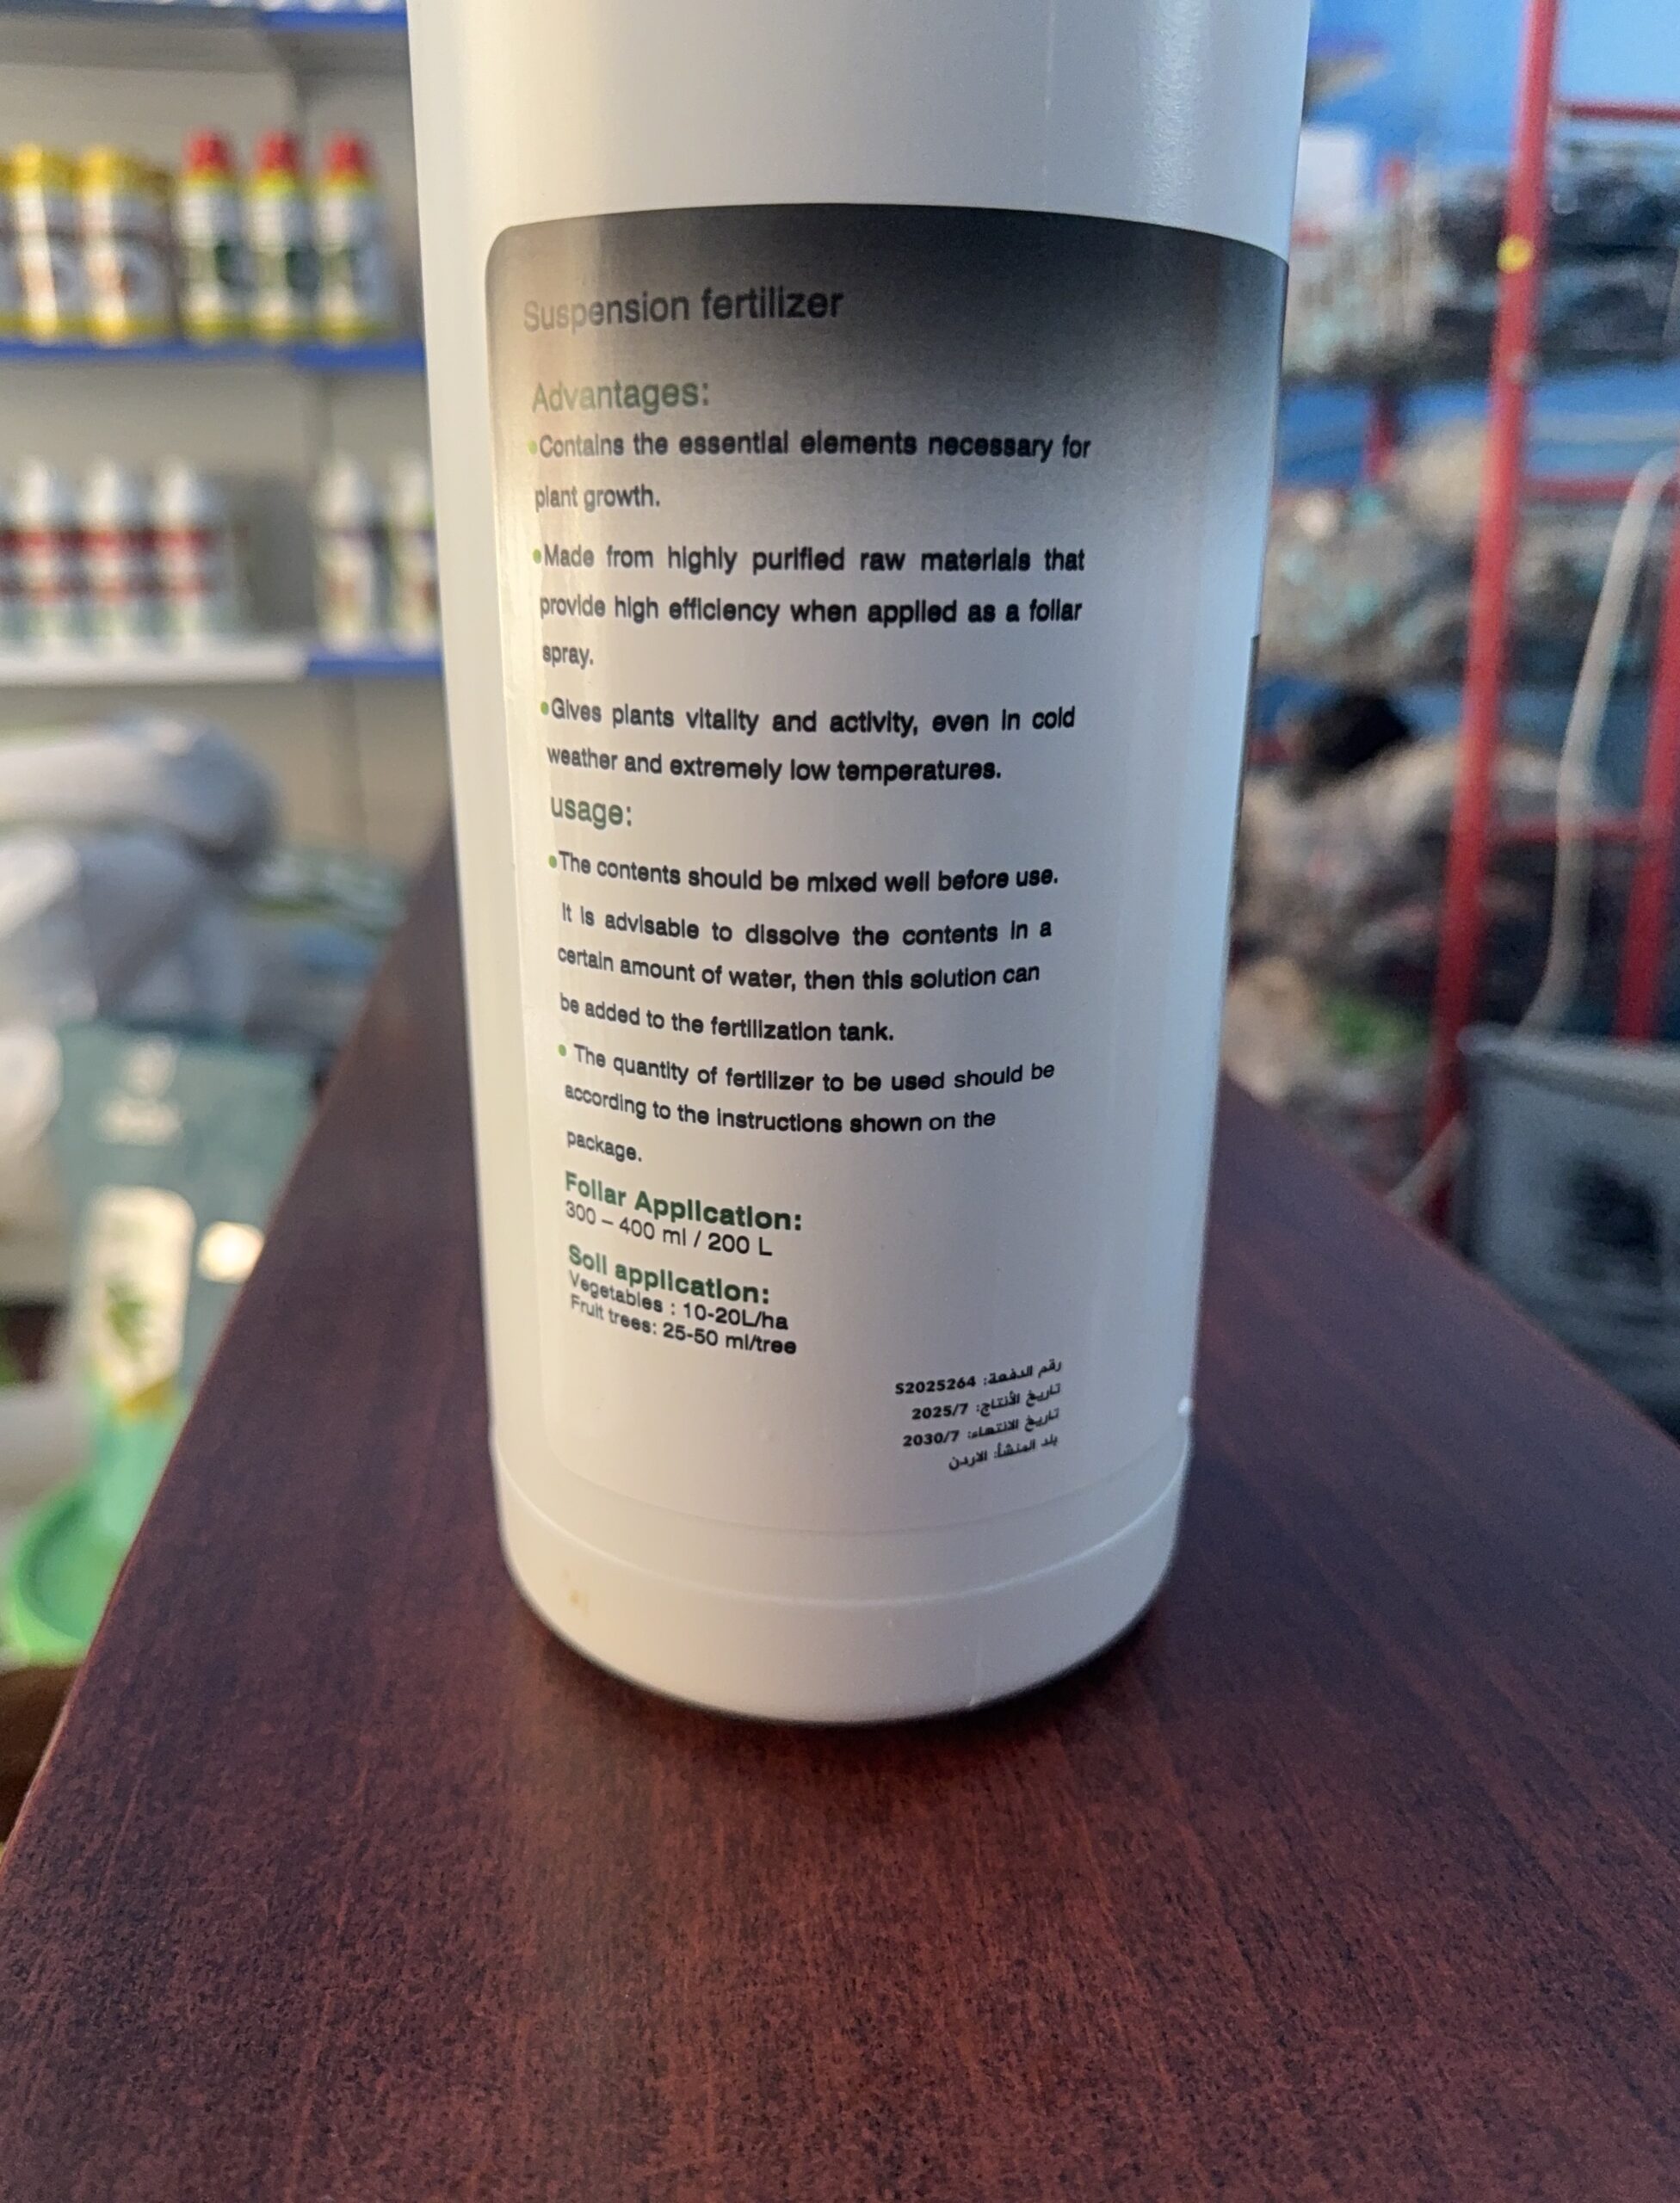 Suspension fertilizer
Advantages:
•Contains the essential elements necessary for
plant growth.
•Made from highly purified raw materials that
provide high efficiency when applied as a foliar
spray.
•Gives plants vitality and activity, even in cold
weather and extremely low temperatures.
usage:
•The contents should be mixed well before use.
It is advisable to dissolve the contents in a
certain amount of water, then this solution can
be added to the fertilization tank.
• The quantity of fertilizer to be used should be
according to the instructions shown on the
package.
Foliar Application:
300 – 400 ml / 200 L
Soil application:
Vegetables : 10-20L/ha
Fruit trees: 25-50 ml/tree
رقم الدفعة: S2025264
تاريخ الأنتاج: 2025/7
تاريخ الانتهاء: 2030/7
بلد المنشأ: الاردن